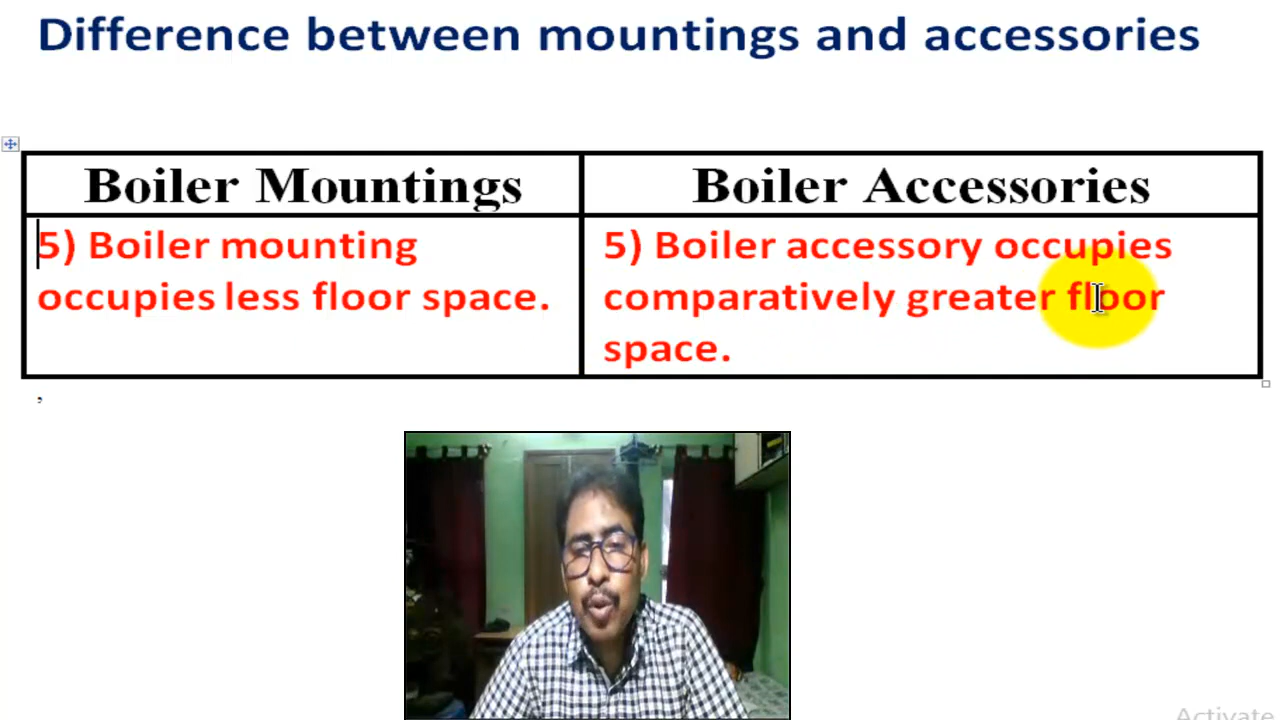 Difference between mountings and accessories
Boiler Mountings
Boiler Accessories
5) Boiler mounting
occupies less floor space.
5) Boiler accessory occupies
comparatively greater floor
space.
,
Activate